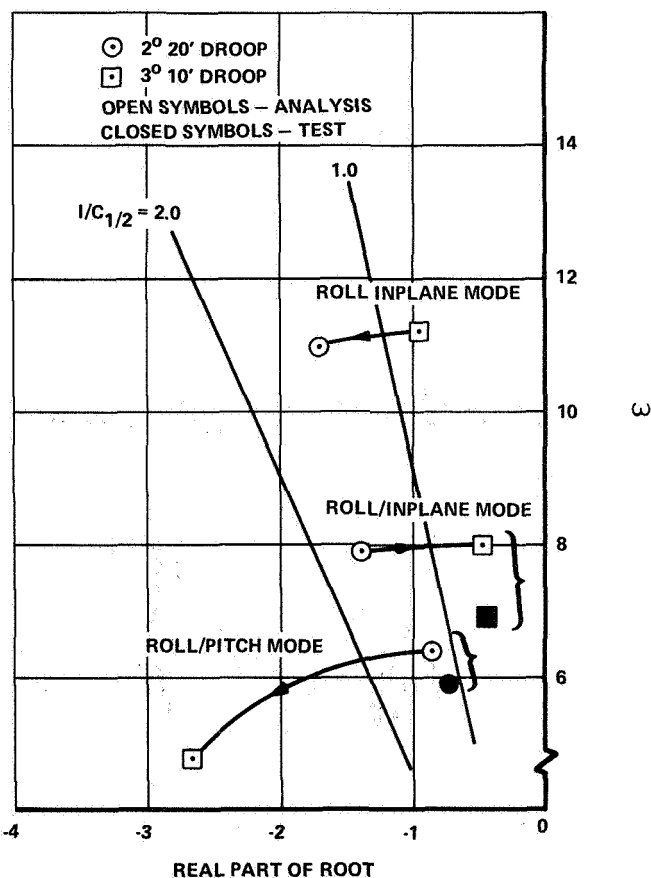 2° 20' DROOP
3° 10' DROOP
OPEN SYMBOLS – ANALYSIS
CLOSED SYMBOLS – TEST
14
1.0
I/C1/2 = 2.0
12
ROLL INPLANE MODE
10
ω
ROLL/INPLANE MODE
8
ROLL/PITCH MODE
6
-4 -3 -2 -1 0
REAL PART OF ROOT